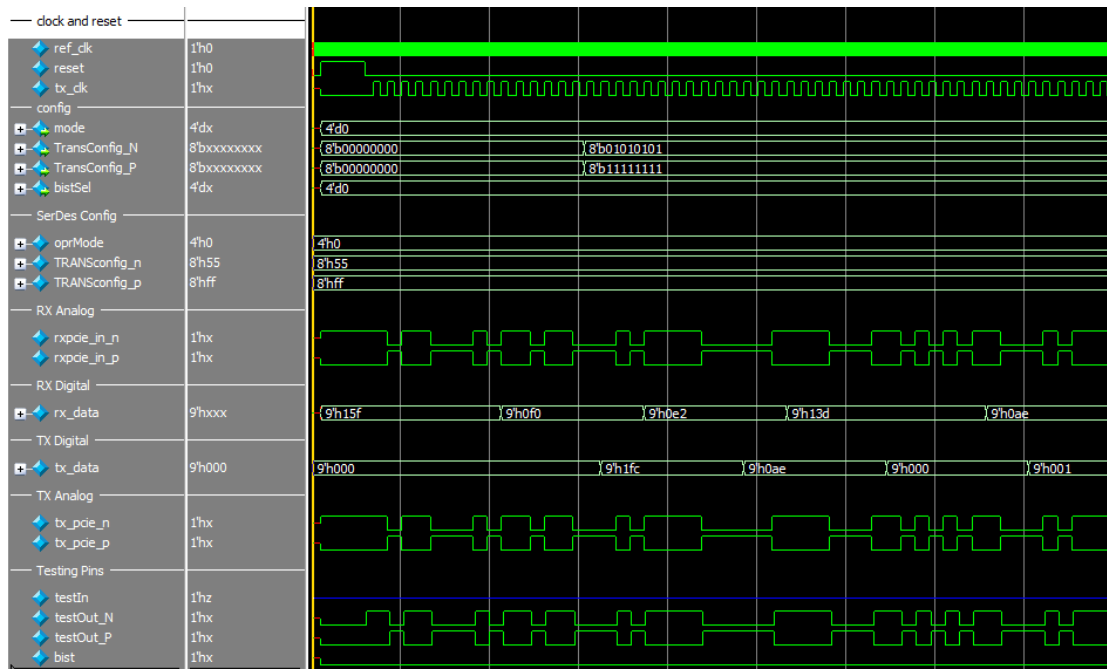 clock and reset
ref_clk 1'h0
reset 1'h0
tx_clk 1'hx
config
mode 4'dx 4'd0
TransConfig_N 8'bxxxxxxxx 8'b00000000 8'b01010101
TransConfig_P 8'bxxxxxxxx 8'b00000000 8'b11111111
bistSel 4'dx 4'd0
SerDes Config
oprMode 4'h0 4'h0
TRANSconfig_n 8'h55 8'h55
TRANSconfig_p 8'hff 8'hff
RX Analog
rxpcie_in_n 1'hx
rxpcie_in_p 1'hx
RX Digital
rx_data 9'hxxx 9'h15f 9'h0f0 9'h0e2 9'h13d 9'h0ae
TX Digital
tx_data 9'h000 9'h000 9'h1fc 9'h0ae 9'h000 9'h001
TX Analog
tx_pcie_n 1'hx
tx_pcie_p 1'hx
Testing Pins
testIn 1'hz
testOut_N 1'hx
testOut_P 1'hx
bist 1'hx